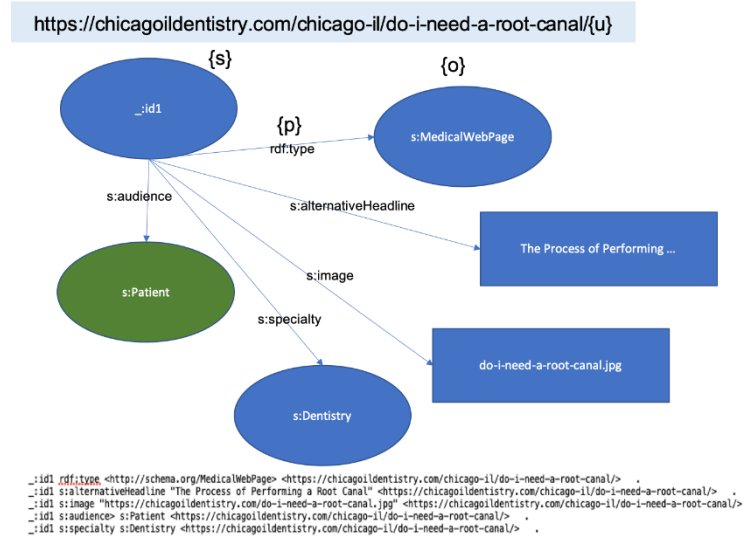 https://chicagoildentistry.com/chicago-il/do-i-need-a-root-canal/{u}
{s}
{o}
_:id1
{p}
rdf:type
s:MedicalWebPage
s:audience
s:alternativeHeadline
The Process of Performing ...
s:image
s:Patient
s:specialty
do-i-need-a-root-canal.jpg
s:Dentistry
_:id1 rdf:type <http://schema.org/MedicalWebPage> <https://chicagoildentistry.com/chicago-il/do-i-need-a-root-canal/> .
_:id1 s:alternativeHeadline "The Process of Performing a Root Canal" <https://chicagoildentistry.com/chicago-il/do-i-need-a-root-canal/> .
_:id1 s:image "https://chicagoildentistry.com/do-i-need-a-root-canal.jpg" <https://chicagoildentistry.com/chicago-il/do-i-need-a-root-canal/>
_:id1 s:audience> s:Patient <https://chicagoildentistry.com/chicago-il/do-i-need-a-root-canal/> .
_:id1 s:specialty s:Dentistry <https://chicagoildentistry.com/chicago-il/do-i-need-a-root-canal/> .